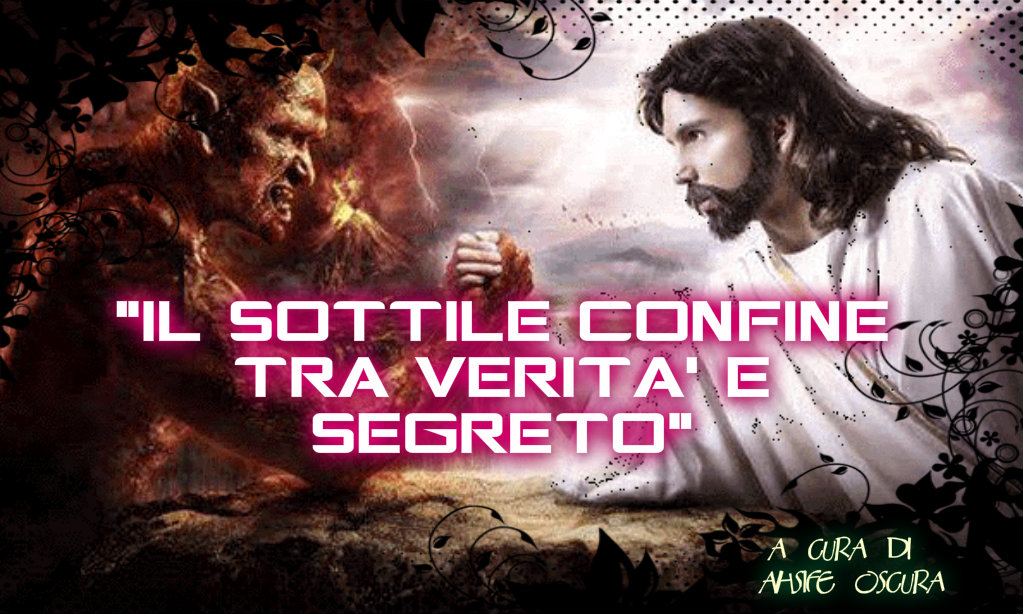 "IL SOTTILE CONFINE
TRA VERITA' E
SEGRETO"
A CURA DI
AHSIFE OSCURA